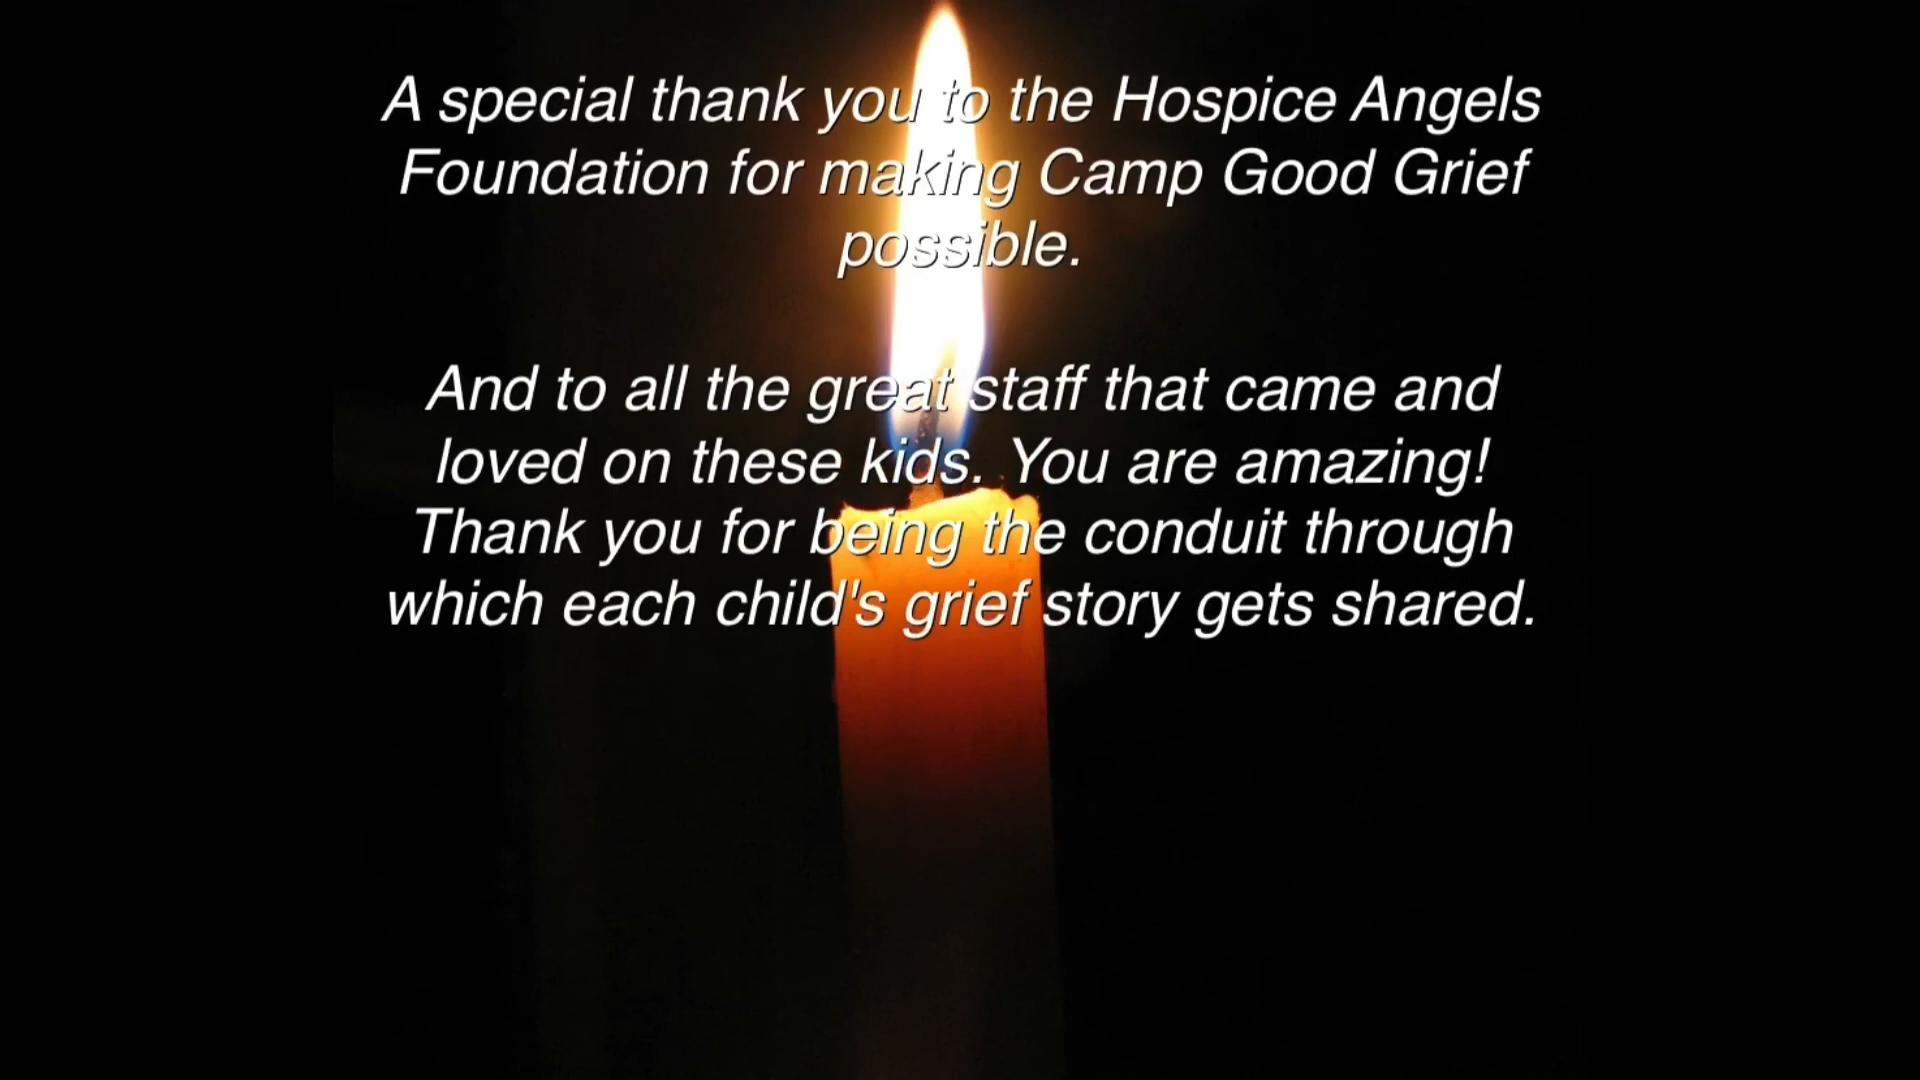 A special thank you to the Hospice Angels
Foundation for making Camp Good Grief
possible.
And to all the great staff that came and
loved on these kids. You are amazing!
Thank you for being the conduit through
which each child's grief story gets shared.